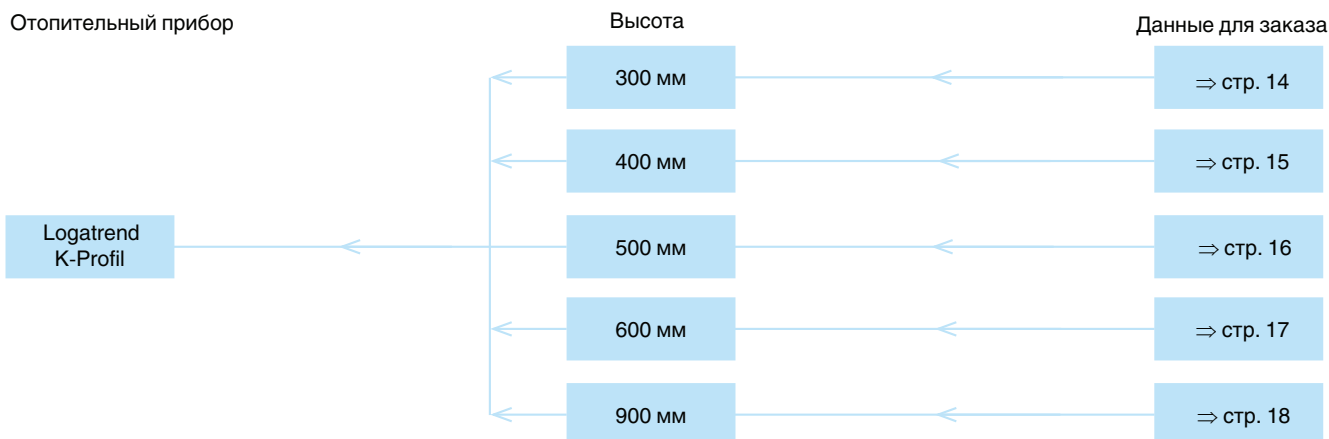 Отопительный прибор
Высота
Данные для заказа
300 мм
⇒ стр. 14
400 мм
⇒ стр. 15
Logatrend
K-Profil
500 мм
⇒ стр. 16
600 мм
⇒ стр. 17
900 мм
⇒ стр. 18